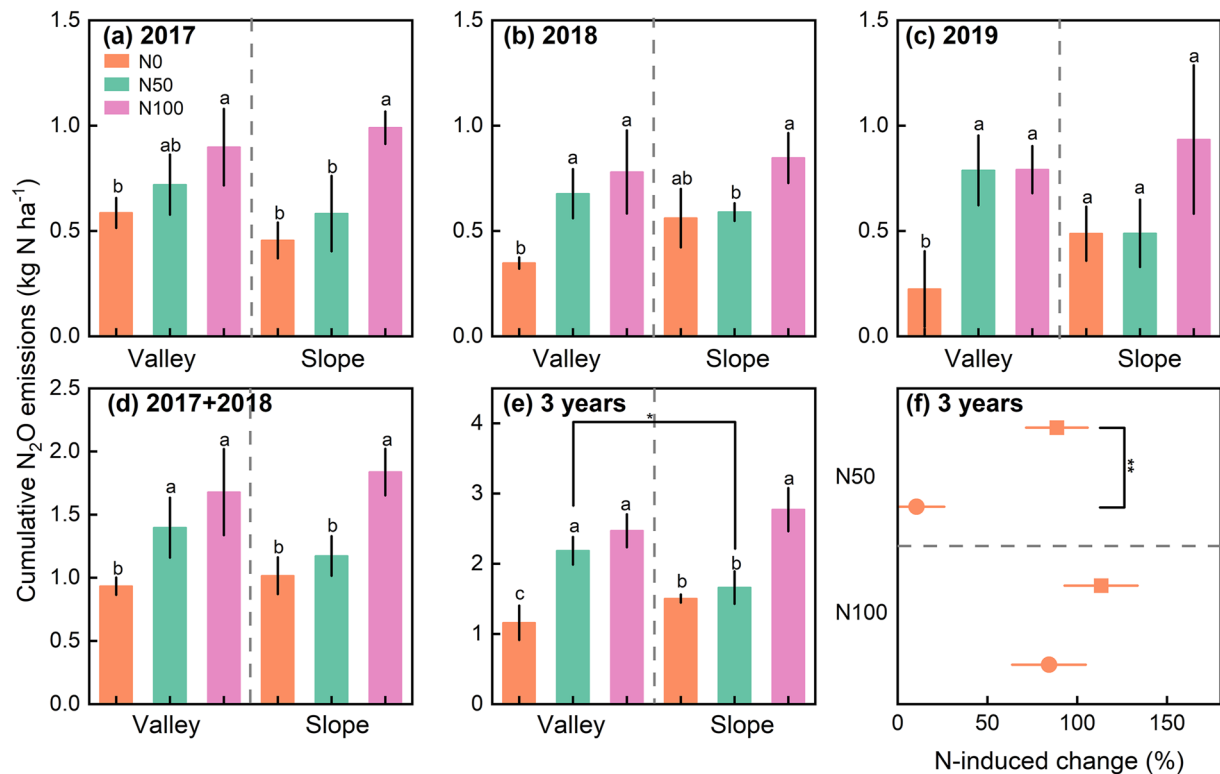 Cumulative N₂O emissions (kg N ha⁻¹)
(a) 2017
N0
N50
N100
1.5
1.0
0.5
0.0
b
ab
a
b
b
a
Valley
Slope
(b) 2018
1.5
1.0
0.5
0.0
b
a
a
ab
b
a
Valley
Slope
(c) 2019
1.5
1.0
0.5
0.0
b
a
a
a
a
a
Valley
Slope
(d) 2017+2018
2.5
2.0
1.5
1.0
0.5
0.0
b
a
a
b
b
a
Valley
Slope
(e) 3 years
4
3
2
1
0
*
c
a
a
b
b
a
Valley
Slope
(f) 3 years
N50
**
N100
0
50
100
150
N-induced change (%)